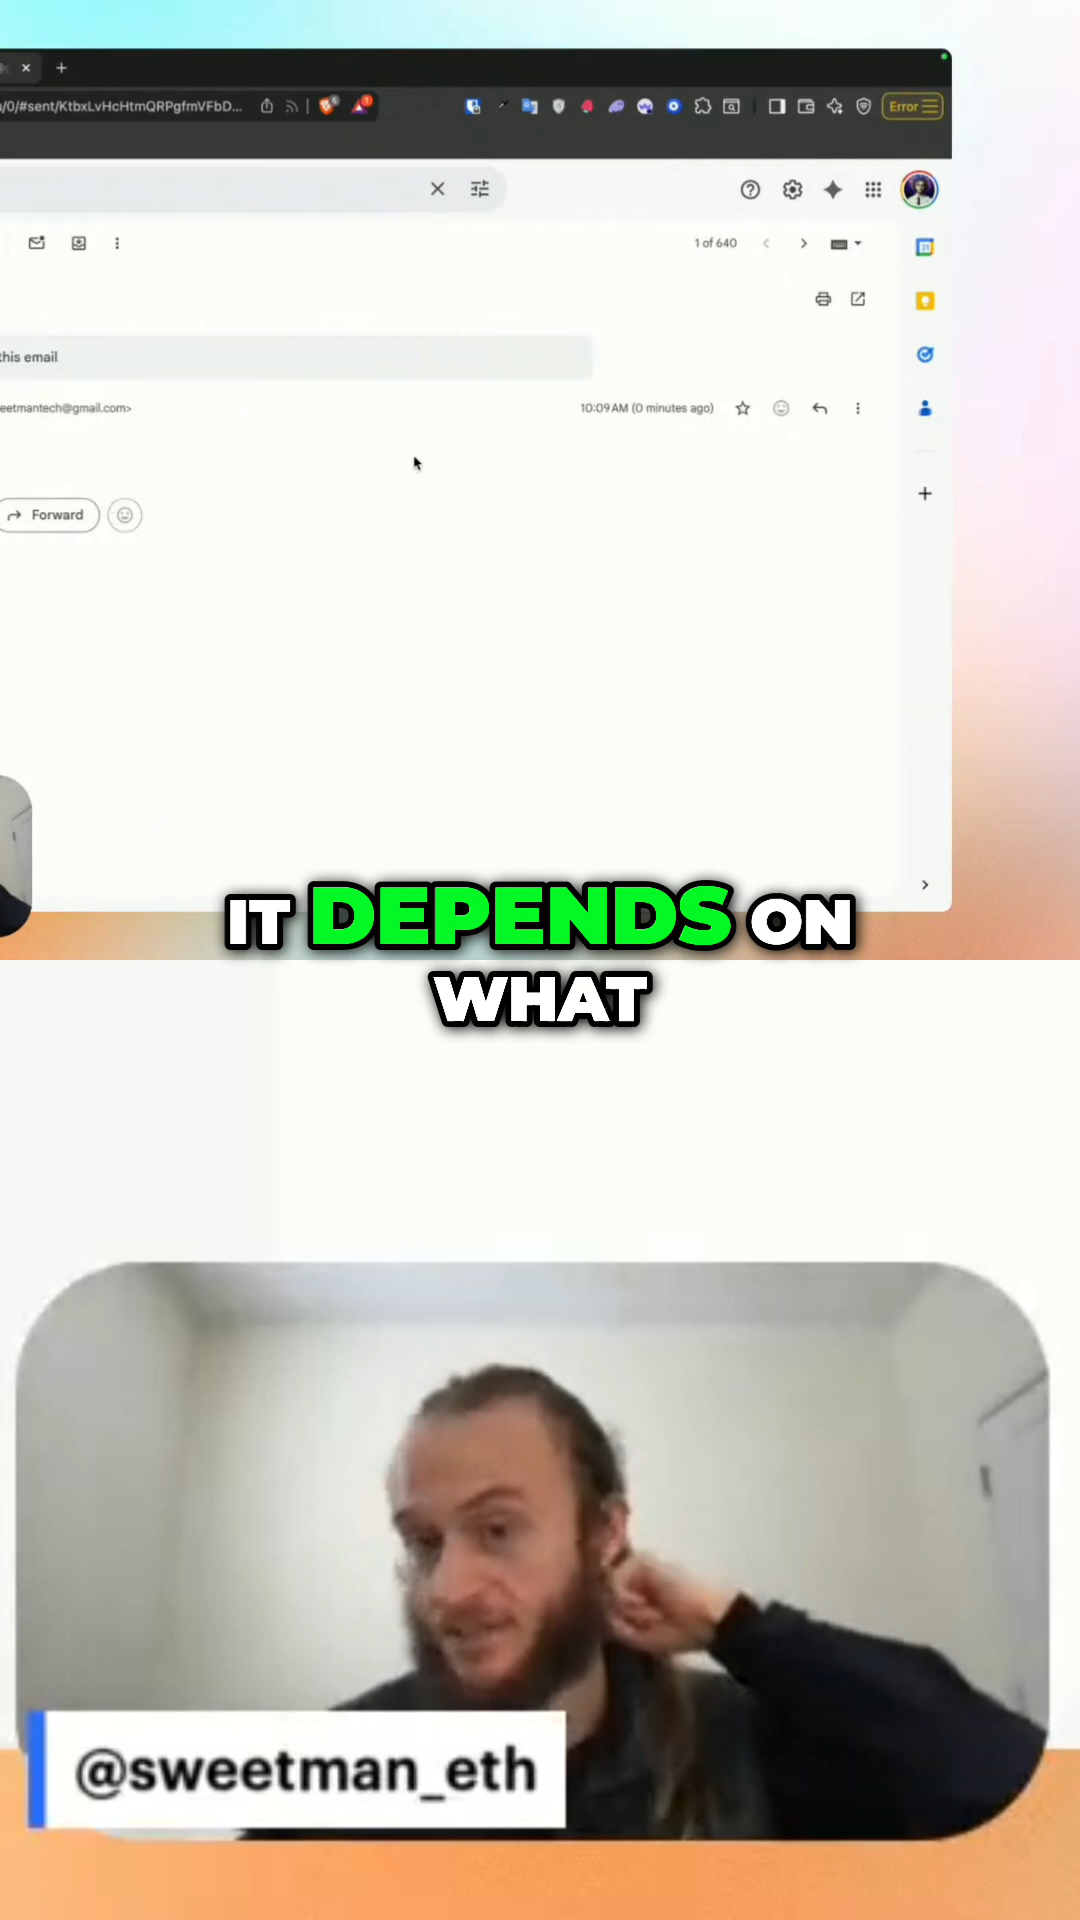 /0/#sent/KtbxLvHcHtmQRPgfmVFbD...
Error
1 of 640
this email
eetmantech@gmail.com>
10:09 AM (0 minutes ago)
Forward
IT DEPENDS ON
WHAT
@sweetman_eth